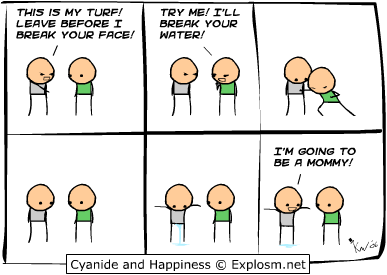 THIS IS MY TURF!
LEAVE BEFORE I
BREAK YOUR FACE!
TRY ME! I'LL
BREAK YOUR
WATER!
I'M GOING TO
BE A MOMMY!
Cyanide and Happiness © Explosm.net